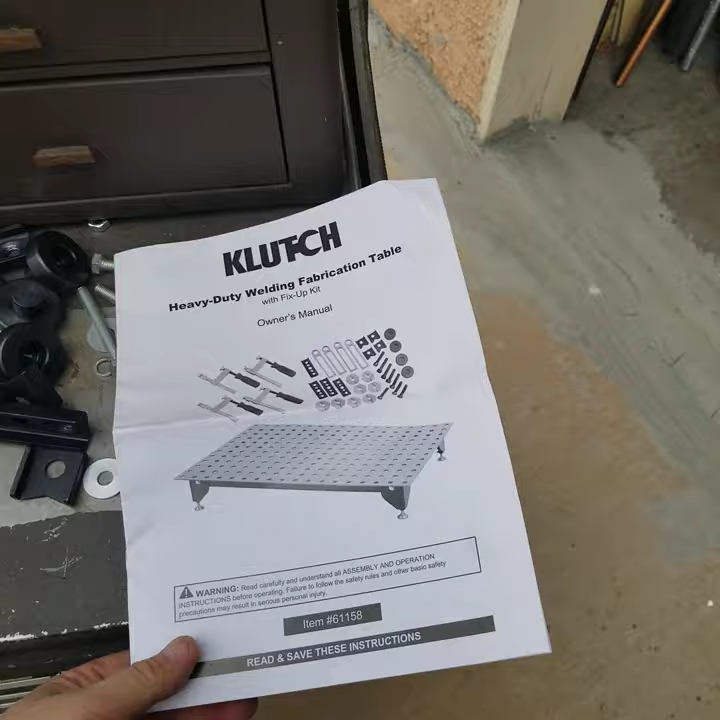 KLUTCH
Heavy-Duty Welding Fabrication Table
with Fix-Up Kit
Owner's Manual
WARNING: Read carefully and understand all ASSEMBLY AND OPERATION
INSTRUCTIONS before operating. Failure to follow the safety rules and other basic safety
precautions may result in serious personal injury.
Item #61158
READ & SAVE THESE INSTRUCTIONS